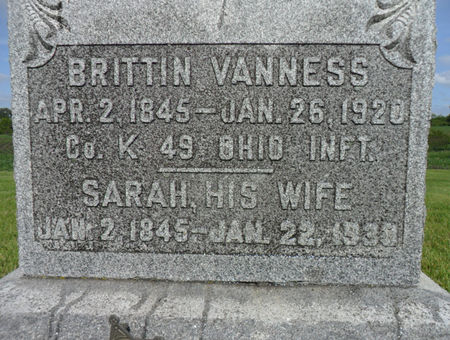 BRITTIN VANNESS
APR. 2, 1845 – JAN. 26, 1920
Co. K 49 OHIO INFT.
SARAH, HIS WIFE
JAN. 2, 1845 – JAN. 22,